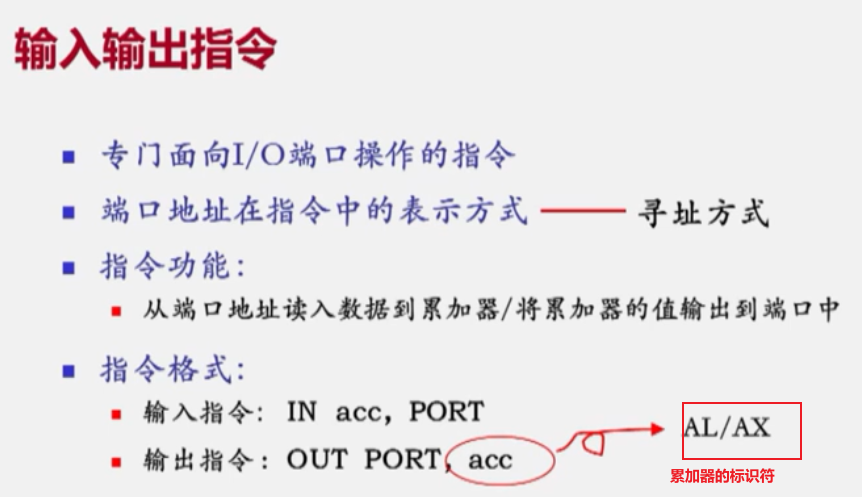 输入输出指令
专门面向I/O端口操作的指令
端口地址在指令中的表示方式 —— 寻址方式
指令功能:
从端口地址读入数据到累加器/将累加器的值输出到端口中
指令格式:
输入指令: IN acc, PORT
输出指令: OUT PORT, acc
AL/AX
累加器的标识符